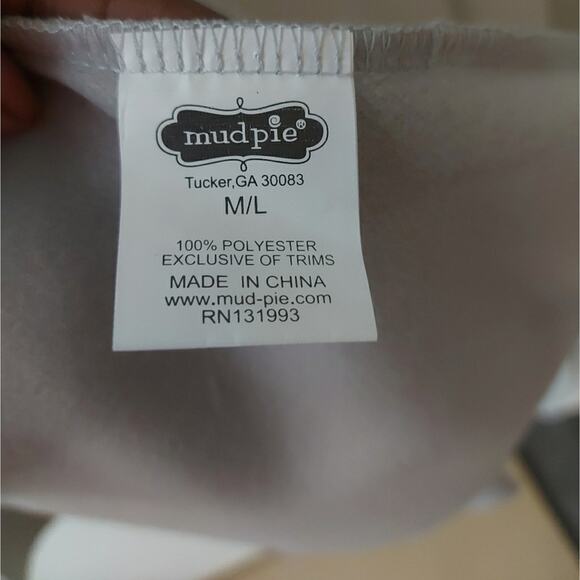 mudpie®
Tucker,GA 30083
M/L
100% POLYESTER
EXCLUSIVE OF TRIMS
MADE IN CHINA
www.mud-pie.com
RN131993